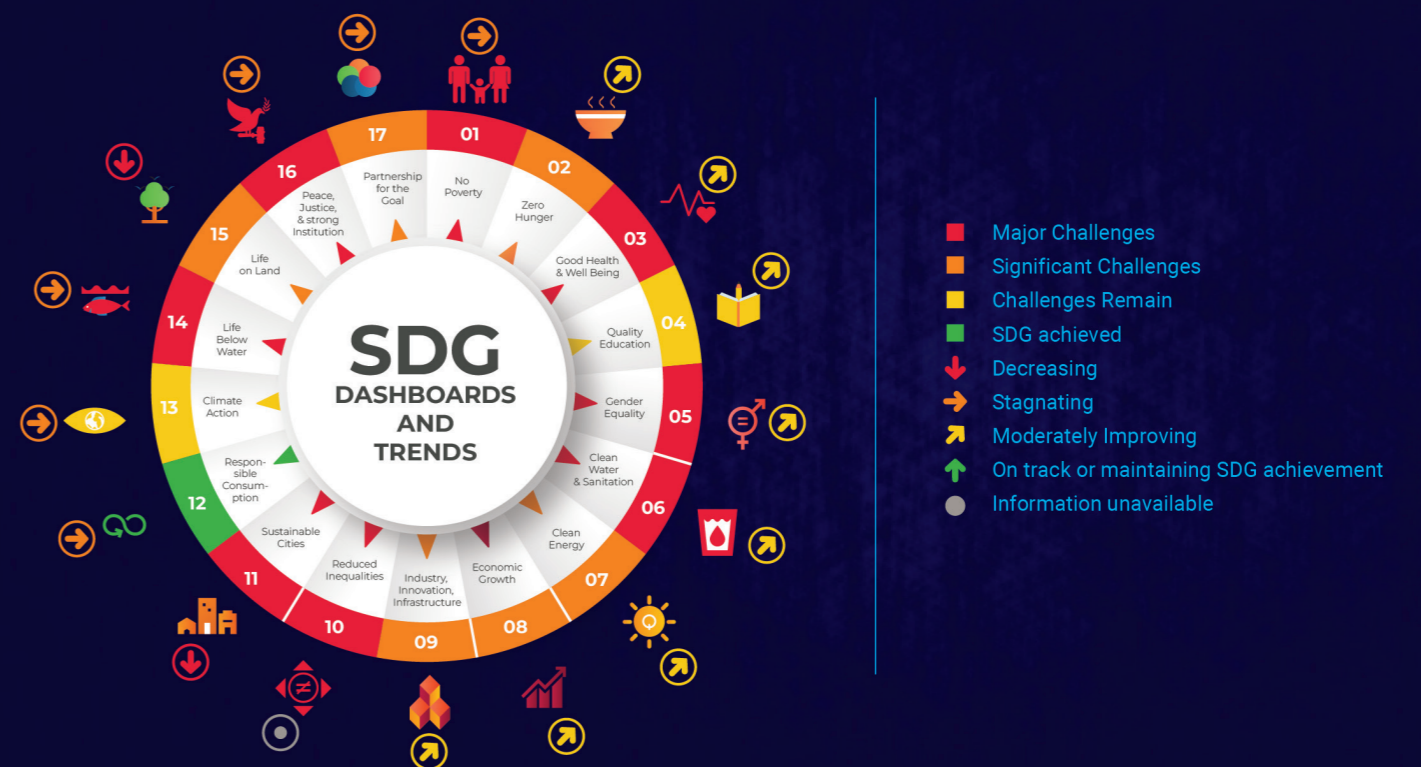 SDG
DASHBOARDS
AND
TRENDS
01
No
Poverty
02
Zero
Hunger
03
Good Health
& Well Being
04
Quality
Education
05
Gender
Equality
06
Clean
Water
& Sanitation
07
Clean
Energy
08
Economic
Growth
09
Industry,
Innovation,
Infrastructure
10
Reduced
Inequalities
11
Sustainable
Cities
12
Respon-
sible
Consum-
ption
13
Climate
Action
14
Life
Below
Water
15
Life
on Land
16
Peace,
Justice,
& strong
Institution
17
Partnership
for the
Goal
Major Challenges
Significant Challenges
Challenges Remain
SDG achieved
Decreasing
Stagnating
Moderately Improving
On track or maintaining SDG achievement
Information unavailable